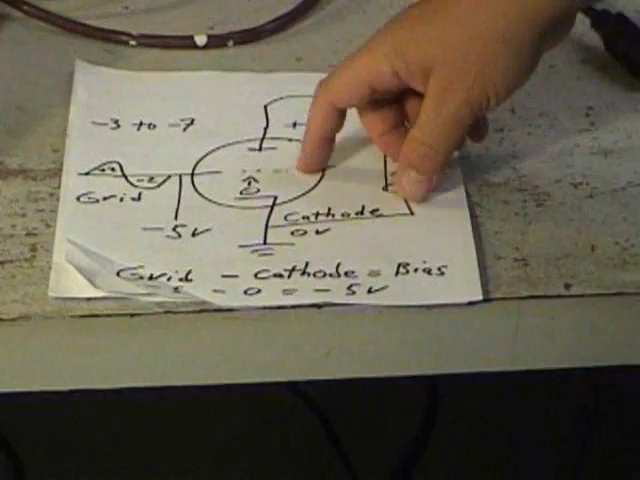 -3 to -7
+
Grid
-5v
Cathode
0v
Grid - Cathode = Bias
- 0 = - 5v